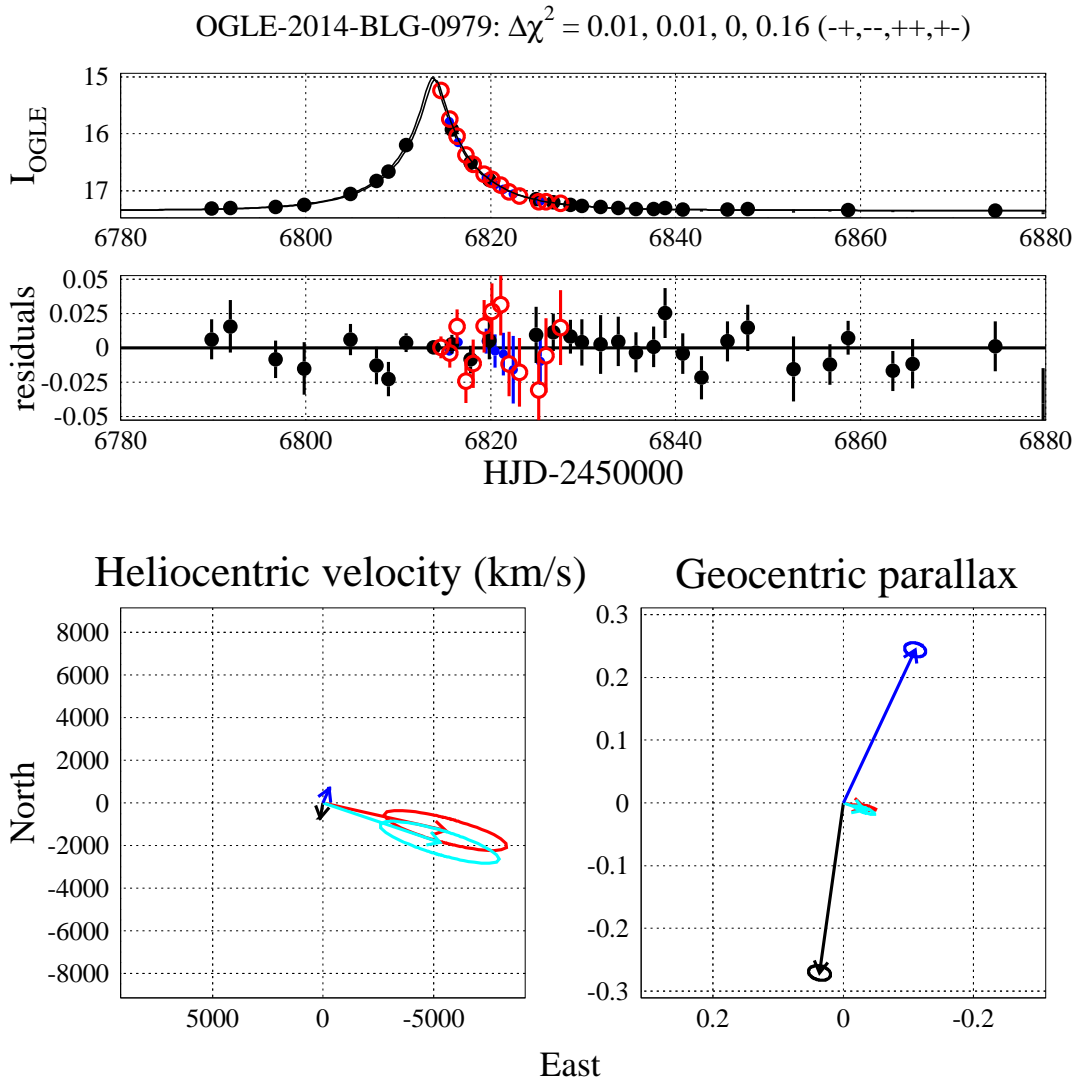 OGLE-2014-BLG-0979: Δχ² = 0.01, 0.01, 0, 0.16 (-+,--,++,+-)
15
16
17
I_OGLE
6780 6800 6820 6840 6860 6880
0.05
0.025
0
-0.025
-0.05
residuals
6780 6800 6820 6840 6860 6880
HJD-2450000
Heliocentric velocity (km/s)
8000
6000
4000
2000
0
-2000
-4000
-6000
-8000
North
5000 0 -5000
Geocentric parallax
0.3
0.2
0.1
0
-0.1
-0.2
-0.3
0.2 0 -0.2
East